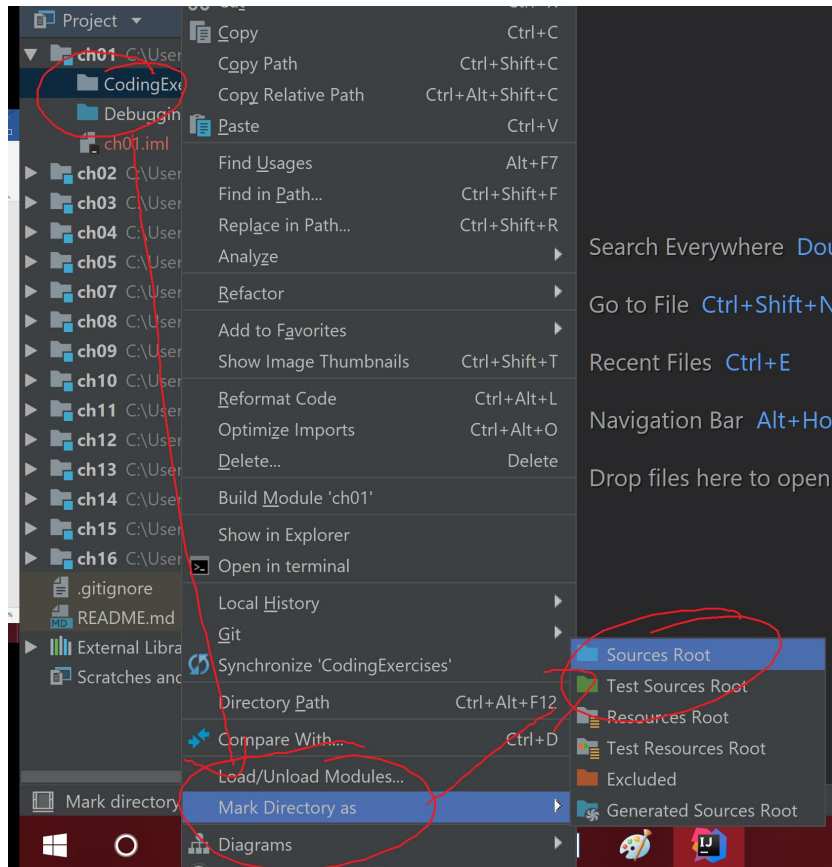 Project
Copy Ctrl+C
ch01 C:\User
Copy Path Ctrl+Shift+C
CodingExe
Copy Relative Path Ctrl+Alt+Shift+C
Debuggin
Paste Ctrl+V
ch01.iml
Find Usages Alt+F7
ch02 C:\User
Find in Path... Ctrl+Shift+F
ch03 C:\User
Replace in Path... Ctrl+Shift+R
ch04 C:\User
Analyze
Search Everywhere Dou
ch05 C:\User
Refactor
ch07 C:\User
Go to File Ctrl+Shift+N
ch08 C:\User
Add to Favorites
ch09 C:\User
Show Image Thumbnails Ctrl+Shift+T
Recent Files Ctrl+E
ch10 C:\User
Reformat Code Ctrl+Alt+L
ch11 C:\User
Optimize Imports Ctrl+Alt+O
Navigation Bar Alt+Ho
ch12 C:\User
Delete... Delete
ch13 C:\User
Drop files here to open
ch14 C:\User
Build Module 'ch01'
ch15 C:\User
Show in Explorer
ch16 C:\User
Open in terminal
.gitignore
Local History
README.md
Git
External Libra
Synchronize 'CodingExercises'
Sources Root
Scratches and
Test Sources Root
Directory Path Ctrl+Alt+F12
Resources Root
Compare With... Ctrl+D
Test Resources Root
Load/Unload Modules...
Excluded
Mark directory
Mark Directory as
Generated Sources Root
Diagrams
IJ